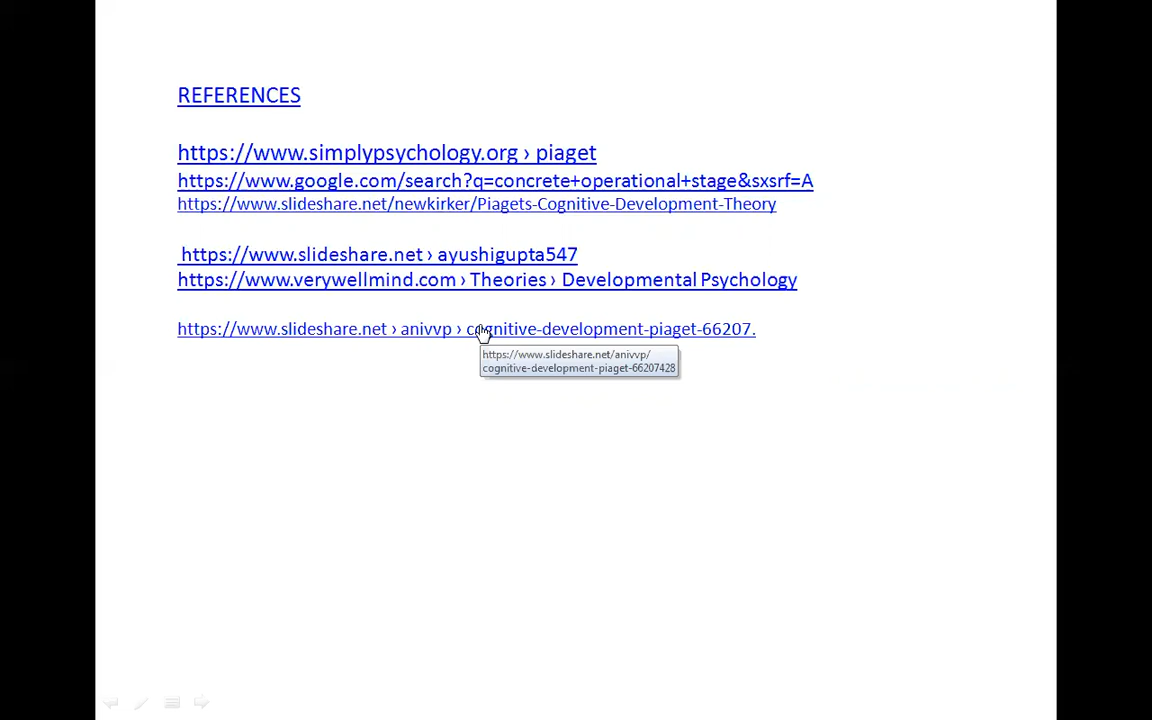 REFERENCES
https://www.simplypsychology.org › piaget
https://www.google.com/search?q=concrete+operational+stage&sxsrf=A
https://www.slideshare.net/newkirker/Piagets-Cognitive-Development-Theory
https://www.slideshare.net › ayushigupta547
https://www.verywellmind.com › Theories › Developmental Psychology
https://www.slideshare.net › anivvp › cognitive-development-piaget-66207.
https://www.slideshare.net/anivvp/
cognitive-development-piaget-66207428